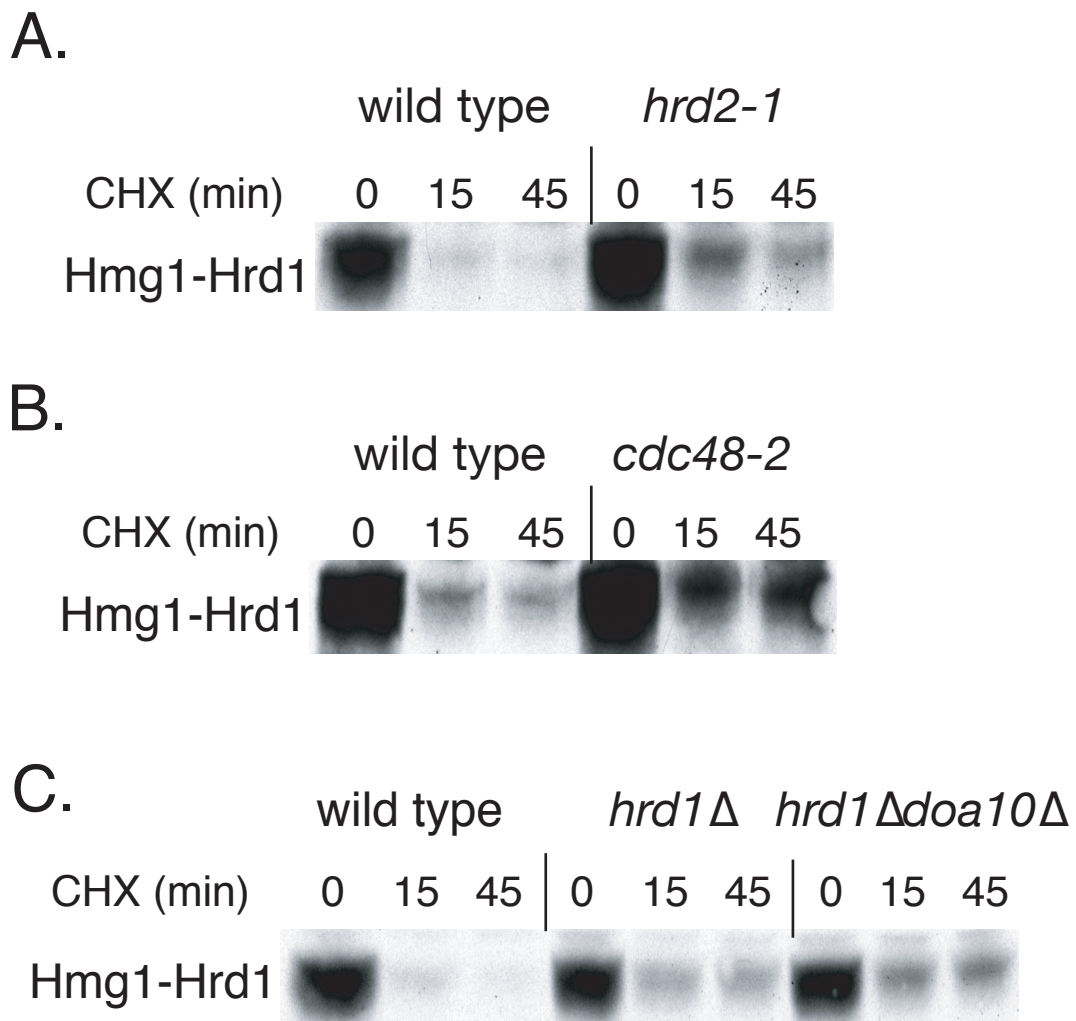 A.
wild type hrd2-1
CHX (min) 0 15 45 0 15 45
Hmg1-Hrd1
B.
wild type cdc48-2
CHX (min) 0 15 45 0 15 45
Hmg1-Hrd1
C.
wild type hrd1Δ hrd1Δdoa10Δ
CHX (min) 0 15 45 0 15 45 0 15 45
Hmg1-Hrd1